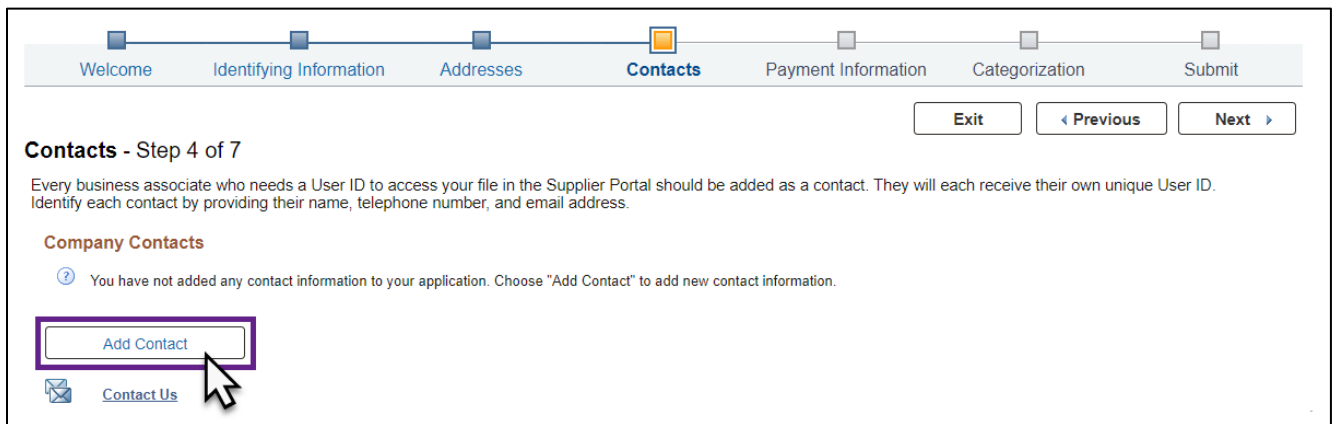 Welcome Identifying Information Addresses Contacts Payment Information Categorization Submit
Exit Previous Next
Contacts - Step 4 of 7
Every business associate who needs a User ID to access your file in the Supplier Portal should be added as a contact. They will each receive their own unique User ID.
Identify each contact by providing their name, telephone number, and email address.
Company Contacts
? You have not added any contact information to your application. Choose "Add Contact" to add new contact information.
Add Contact
Contact Us